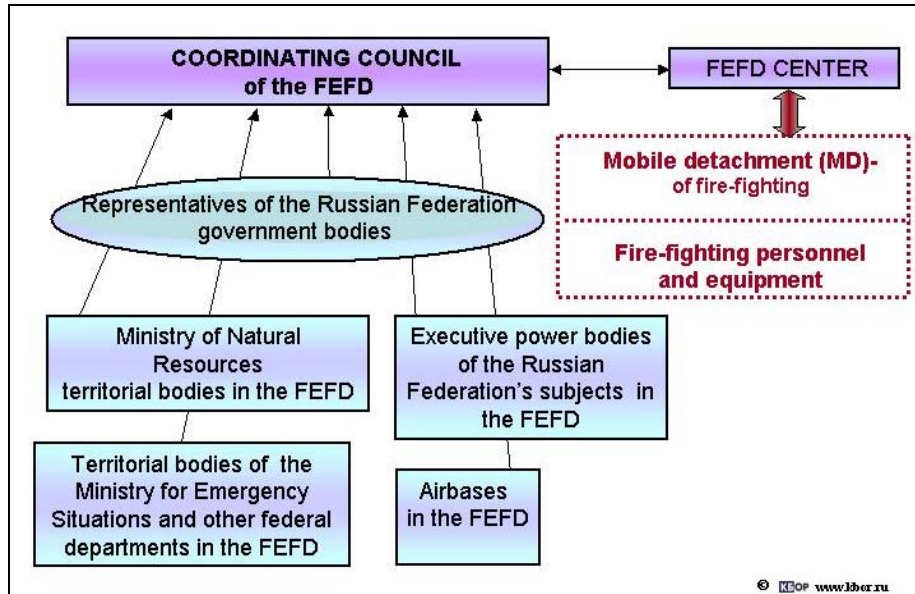 COORDINATING COUNCIL
of the FEFD
FEFD CENTER
Mobile detachment (MD)-
of fire-fighting
Fire-fighting personnel
and equipment
Representatives of the Russian Federation
government bodies
Ministry of Natural
Resources
territorial bodies in the FEFD
Executive power bodies
of the Russian
Federation's subjects in
the FEFD
Territorial bodies of the
Ministry for Emergency
Situations and other federal
departments in the FEFD
Airbases
in the FEFD
© КБОР www.kbor.ru